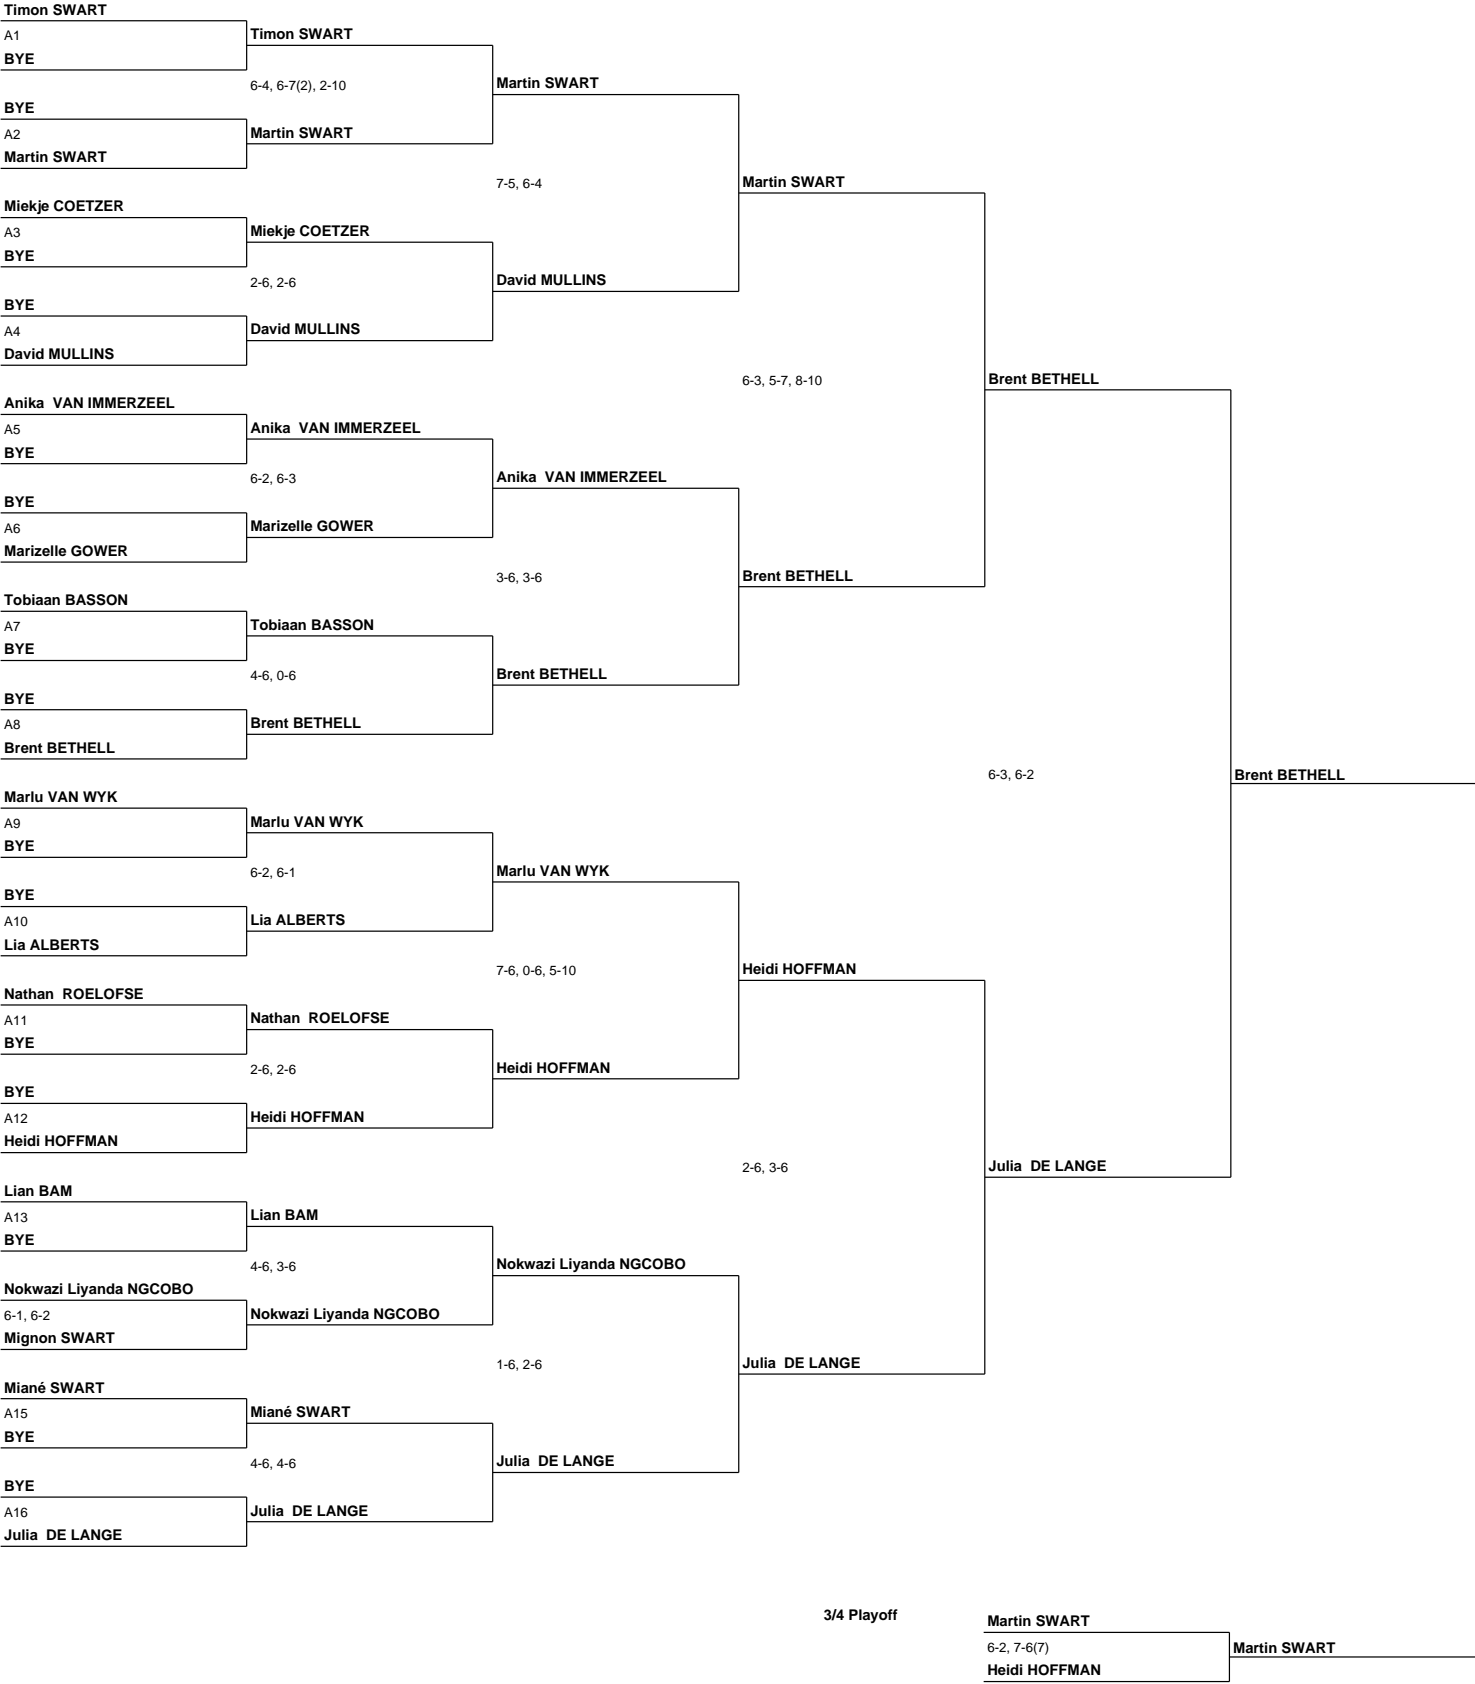 Timon SWART
A1
Timon SWART
BYE
6-4, 6-7(2), 2-10
Martin SWART
BYE
A2
Martin SWART
Martin SWART
7-5, 6-4
Martin SWART
Miekje COETZER
A3
Miekje COETZER
BYE
2-6, 2-6
David MULLINS
BYE
A4
David MULLINS
David MULLINS
6-3, 5-7, 8-10
Brent BETHELL
Anika  VAN IMMERZEEL
A5
Anika  VAN IMMERZEEL
BYE
6-2, 6-3
Anika  VAN IMMERZEEL
BYE
A6
Marizelle GOWER
Marizelle GOWER
3-6, 3-6
Brent BETHELL
Tobiaan BASSON
A7
Tobiaan BASSON
BYE
4-6, 0-6
Brent BETHELL
BYE
A8
Brent BETHELL
Brent BETHELL
6-3, 6-2
Brent BETHELL
Marlu VAN WYK
A9
Marlu VAN WYK
BYE
6-2, 6-1
Marlu VAN WYK
BYE
A10
Lia ALBERTS
Lia ALBERTS
7-6, 0-6, 5-10
Heidi HOFFMAN
Nathan  ROELOFSE
A11
Nathan  ROELOFSE
BYE
2-6, 2-6
Heidi HOFFMAN
BYE
A12
Heidi HOFFMAN
Heidi HOFFMAN
2-6, 3-6
Julia  DE LANGE
Lian BAM
A13
Lian BAM
BYE
4-6, 3-6
Nokwazi Liyanda NGCOBO
Nokwazi Liyanda NGCOBO
6-1, 6-2
Nokwazi Liyanda NGCOBO
Mignon SWART
1-6, 2-6
Julia  DE LANGE
Miané SWART
A15
Miané SWART
BYE
4-6, 4-6
Julia  DE LANGE
BYE
A16
Julia  DE LANGE
Julia  DE LANGE
3/4 Playoff
Martin SWART
6-2, 7-6(7)
Martin SWART
Heidi HOFFMAN